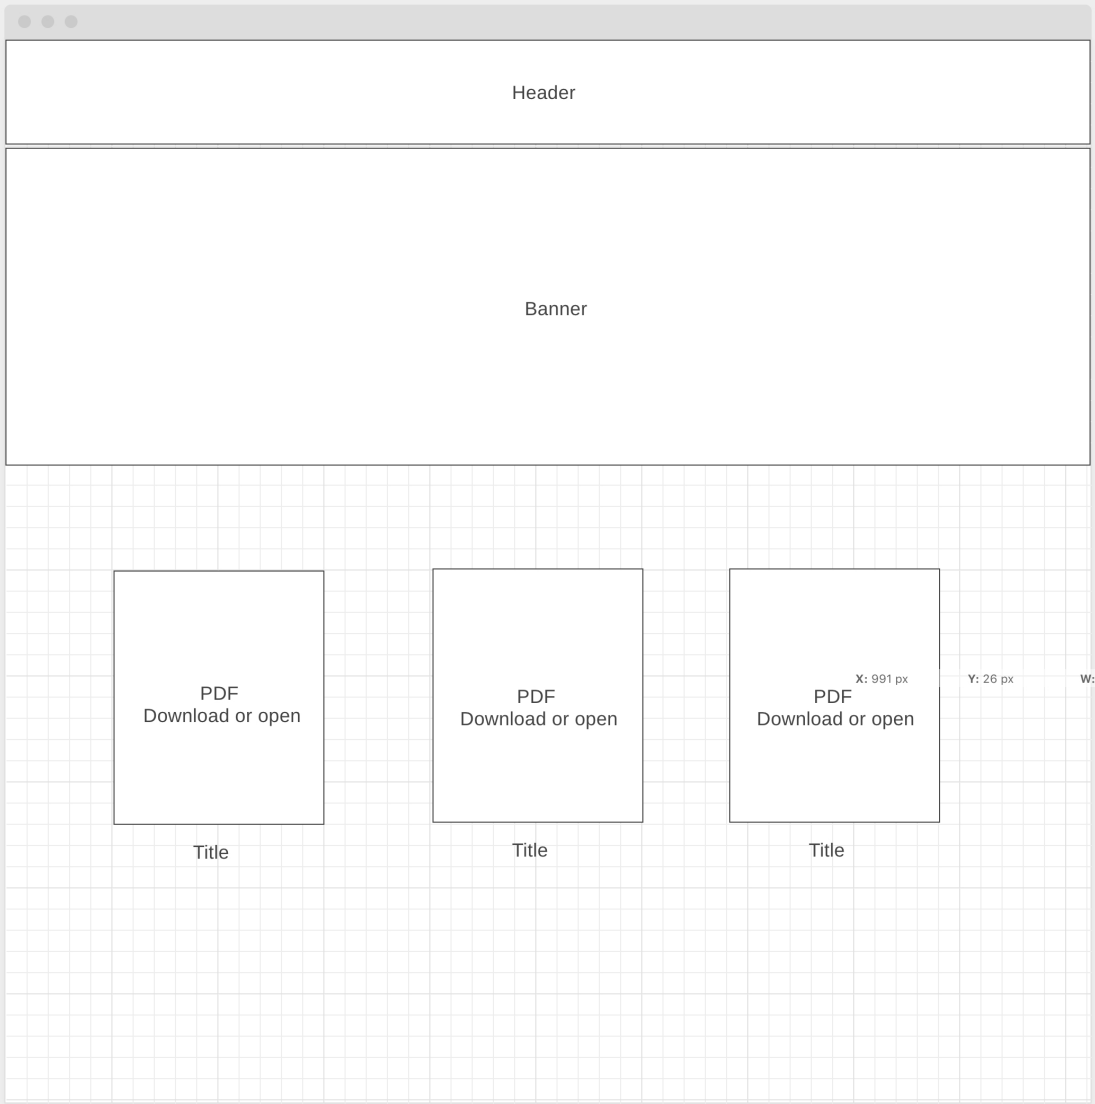 Header
Banner
PDF
Download or open
Title
PDF
Download or open
Title
X: 991 px Y: 26 px W:
PDF
Download or open
Title